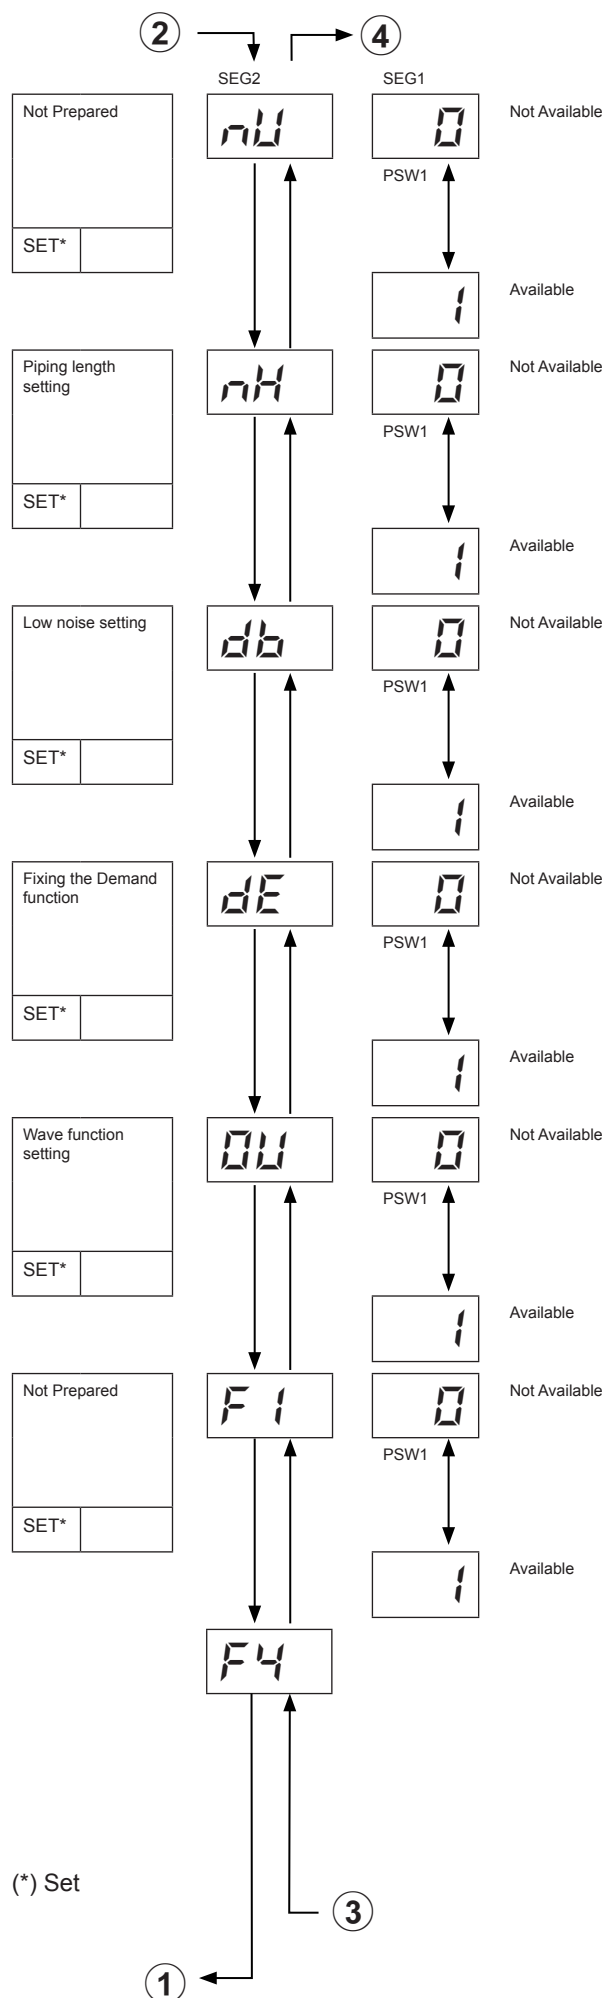 2 4
SEG2 SEG1
Not Prepared nU 0 Not Available
PSW1
SET*
1 Available
Piping length nH 0 Not Available
setting
PSW1
SET*
1 Available
Low noise setting db 0 Not Available
PSW1
SET*
1 Available
Fixing the Demand dE 0 Not Available
function
PSW1
SET*
1 Available
Wave function 0U 0 Not Available
setting
PSW1
SET*
1 Available
Not Prepared F1 0 Not Available
PSW1
SET*
1 Available
F4
(*) Set
3
1